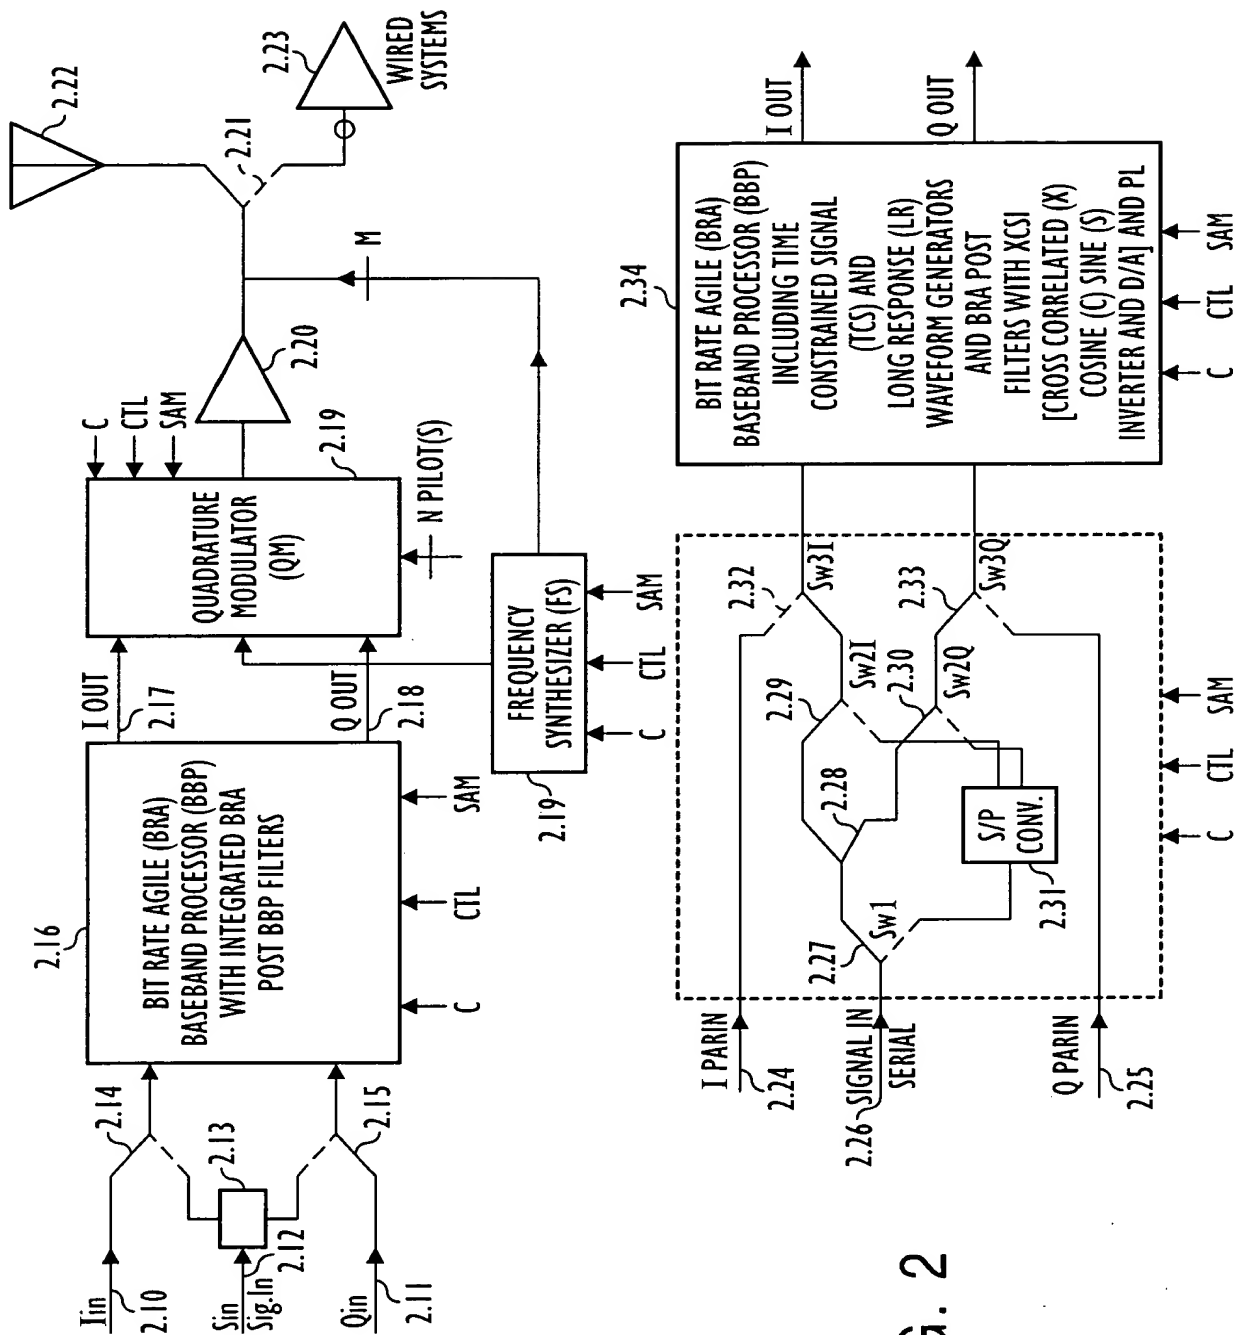 Iin
2.10
Sin
Sig.In
2.12
Qin
2.11
2.13
2.14
2.15
2.16
BIT RATE AGILE (BRA)
BASEBAND PROCESSOR (BBP)
WITH INTEGRATED BRA
POST BBP FILTERS
C
CTL
SAM
I OUT
2.17
Q OUT
2.18
QUADRATURE
MODULATOR
(QM)
2.19
C
CTL
SAM
N PILOT(S)
FREQUENCY
SYNTHESIZER (FS)
2.19
C
CTL
SAM
2.20
M
2.21
2.22
2.23
WIRED
SYSTEMS
I PARIN
2.24
2.26
SIGNAL IN
SERIAL
Q PARIN
2.25
2.27
Sw1
2.28
2.29
Sw2I
2.30
Sw2Q
S/P
CONV.
2.31
2.32
Sw3I
2.33
Sw3Q
C
CTL
SAM
2.34
BIT RATE AGILE (BRA)
BASEBAND PROCESSOR (BBP)
INCLUDING TIME
CONSTRAINED SIGNAL
(TCS) AND
LONG RESPONSE (LR)
WAVEFORM GENERATORS
AND BRA POST
FILTERS WITH XCSI
[CROSS CORRELATED (X)
COSINE (C) SINE (S)
INVERTER AND D/A] AND PL
C
CTL
SAM
I OUT
Q OUT
G. 2